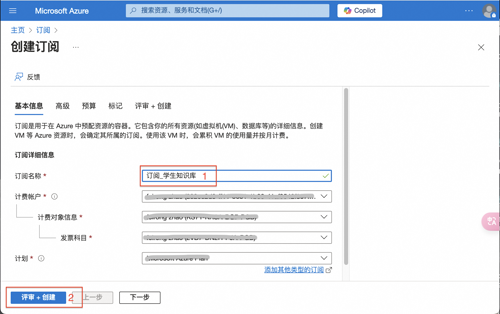 Microsoft Azure
搜索资源、服务和文档(G+/)
Copilot
主页 > 订阅 >
创建订阅
反馈
基本信息 高级 预算 标记 评审 + 创建
订阅是用于在 Azure 中预配资源的容器。它包含你的所有资源(如虚拟机(VM)、数据库等)的详细信息。创建
VM 等 Azure 资源时，会确定其所属的订阅。使用该 VM 时，会累积 VM 的使用量并按月计费。
订阅详细信息
订阅名称 * 订阅_学生知识库 1
计费帐户 *
计费对象信息 *
发票科目 *
计划 * Microsoft Azure Plan
添加其他类型的订阅
评审 + 创建 2 上一步 下一步